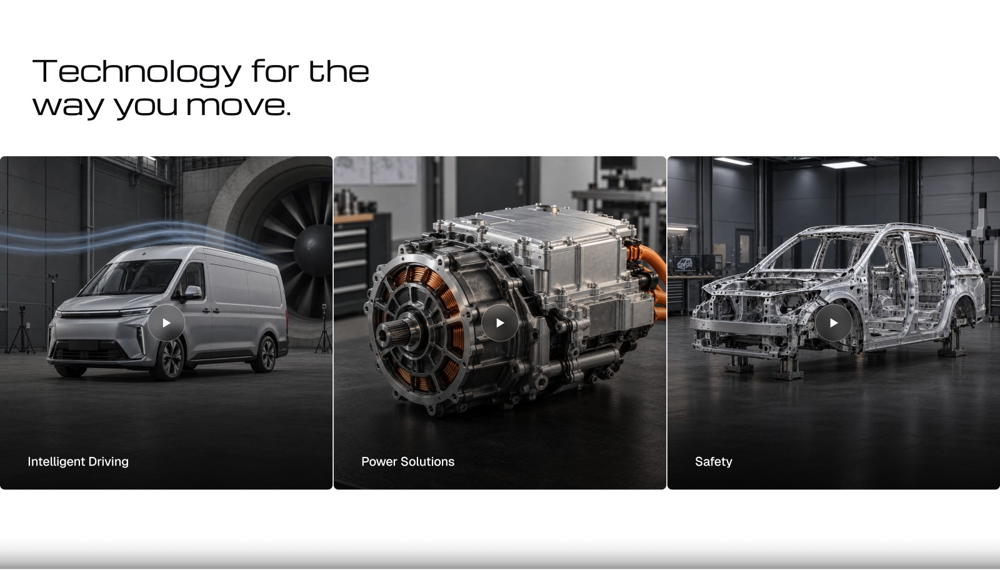 Technology for the
way you move.
Intelligent Driving
Power Solutions
Safety